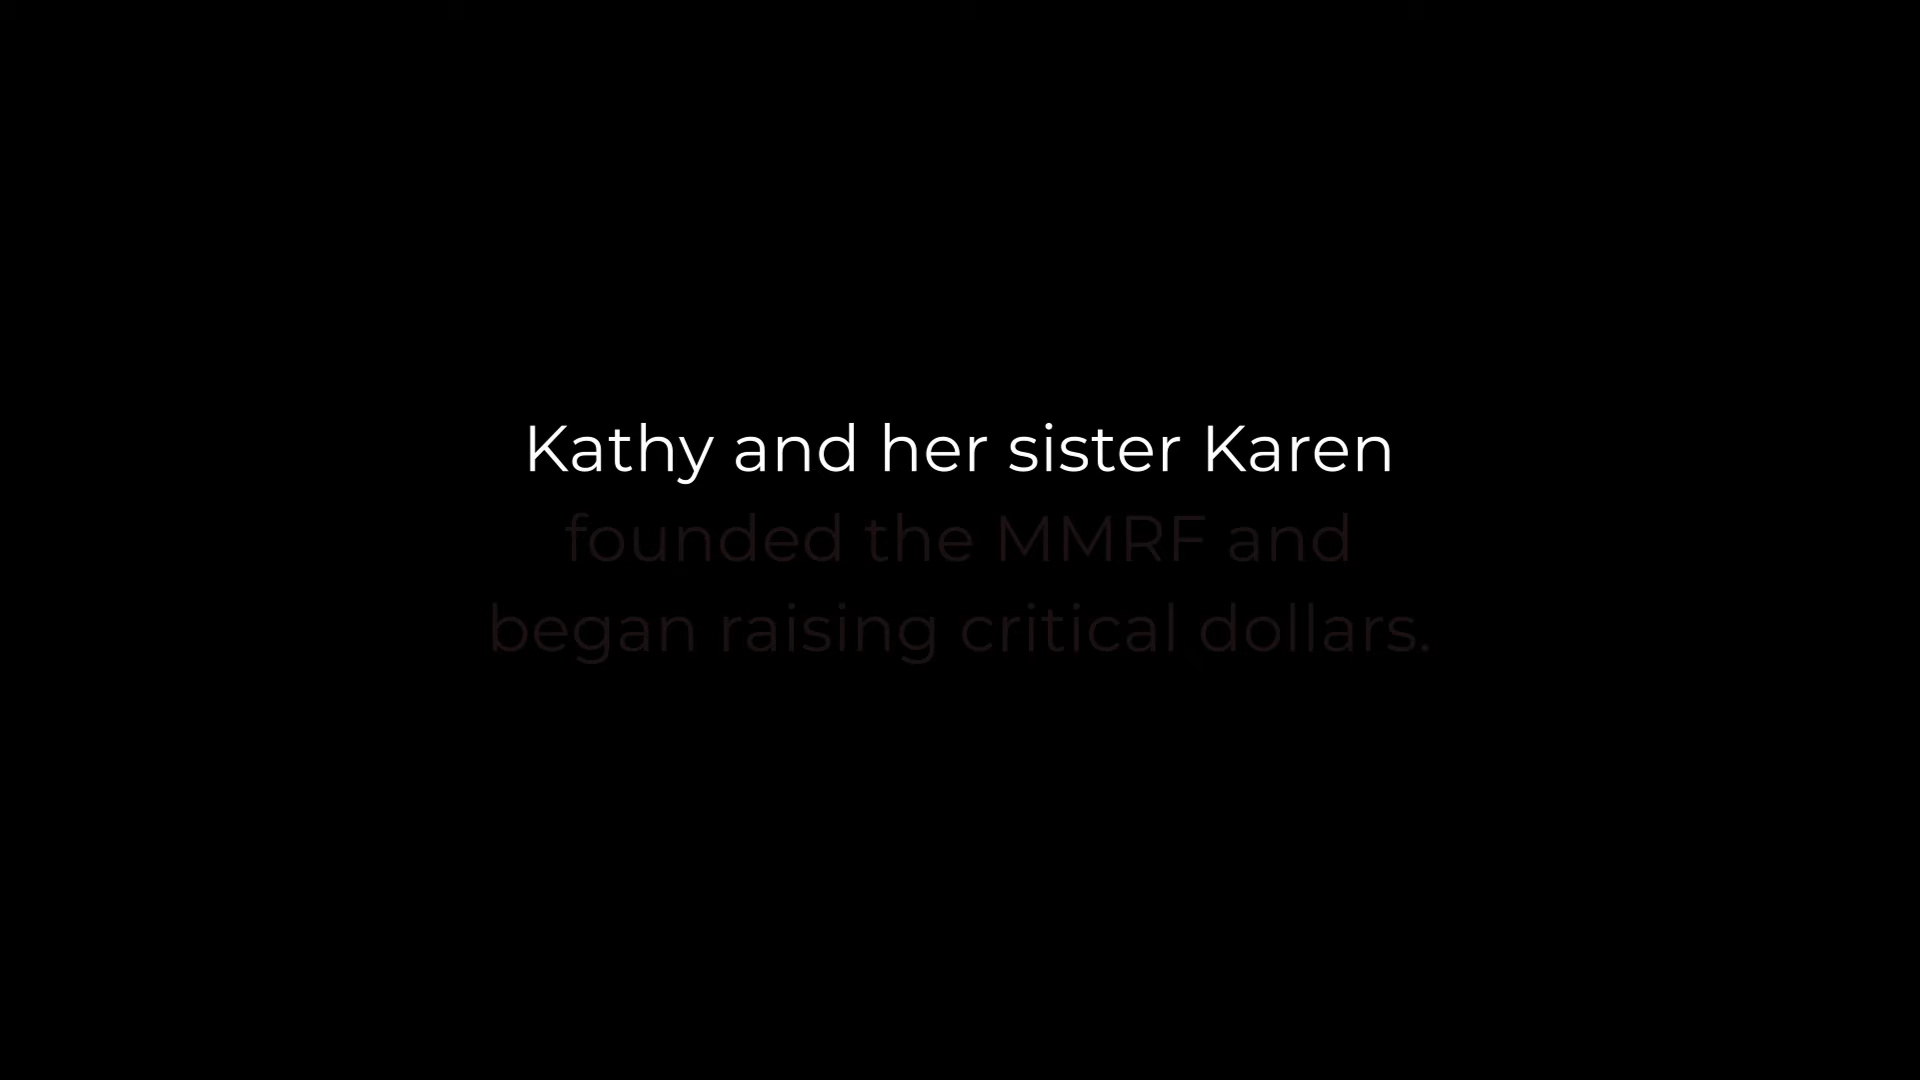 Kathy and her sister Karen
founded the MMRF and
began raising critical dollars.